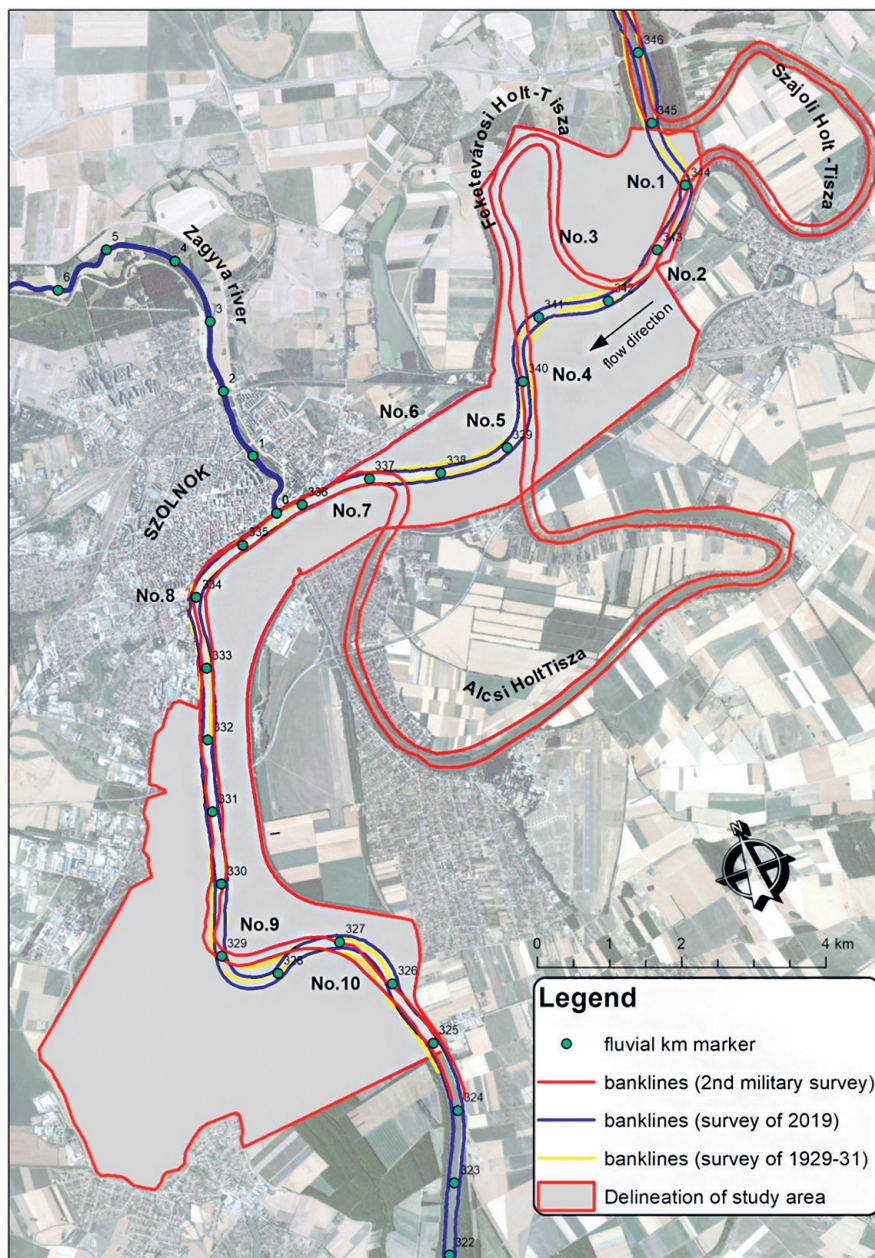 346
345
Szajoli Holt -Tisza
Feketevárosi Holt -Tisza
No.1
344
No.3
343
No.2
5
4
6
Zagyva river
3
342
341
flow direction
340
No.4
2
No.6
No.5
339
1
338
337
SZOLNOK
0
336
No.7
335
334
No.8
333
Alcsi HoltTisza
332
331
330
No.9
329
327
328
No.10
326
N
0 1 2 4 km
325
324
323
322
Legend
fluvial km marker
banklines (2nd military survey)
banklines (survey of 2019)
banklines (survey of 1929-31)
Delineation of study area